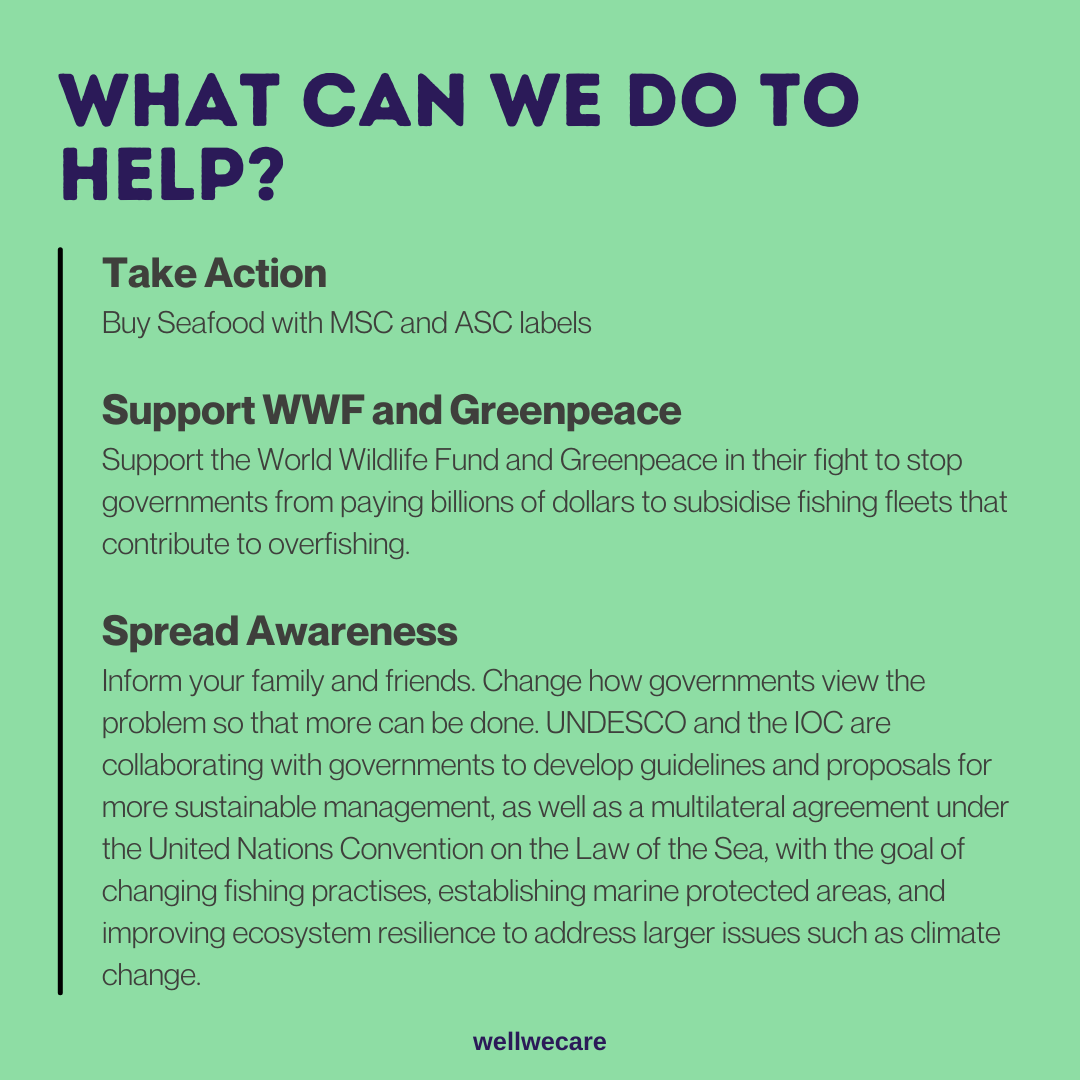 WHAT CAN WE DO TO
HELP?
Take Action
Buy Seafood with MSC and ASC labels
Support WWF and Greenpeace
Support the World Wildlife Fund and Greenpeace in their fight to stop
governments from paying billions of dollars to subsidise fishing fleets that
contribute to overfishing.
Spread Awareness
Inform your family and friends. Change how governments view the
problem so that more can be done. UNDESCO and the IOC are
collaborating with governments to develop guidelines and proposals for
more sustainable management, as well as a multilateral agreement under
the United Nations Convention on the Law of the Sea, with the goal of
changing fishing practises, establishing marine protected areas, and
improving ecosystem resilience to address larger issues such as climate
change.
wellwecare